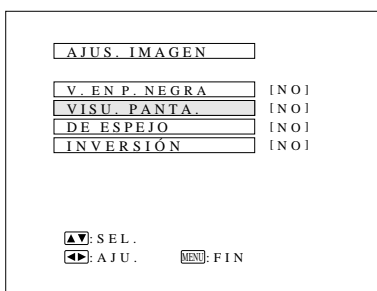 AJUS. IMAGEN
V. EN P. NEGRA [NO]
VISU. PANTA. [NO]
DE ESPEJO [NO]
INVERSIÓN [NO]
▲▼:SEL.
◀▶:AJU. MENU:FIN